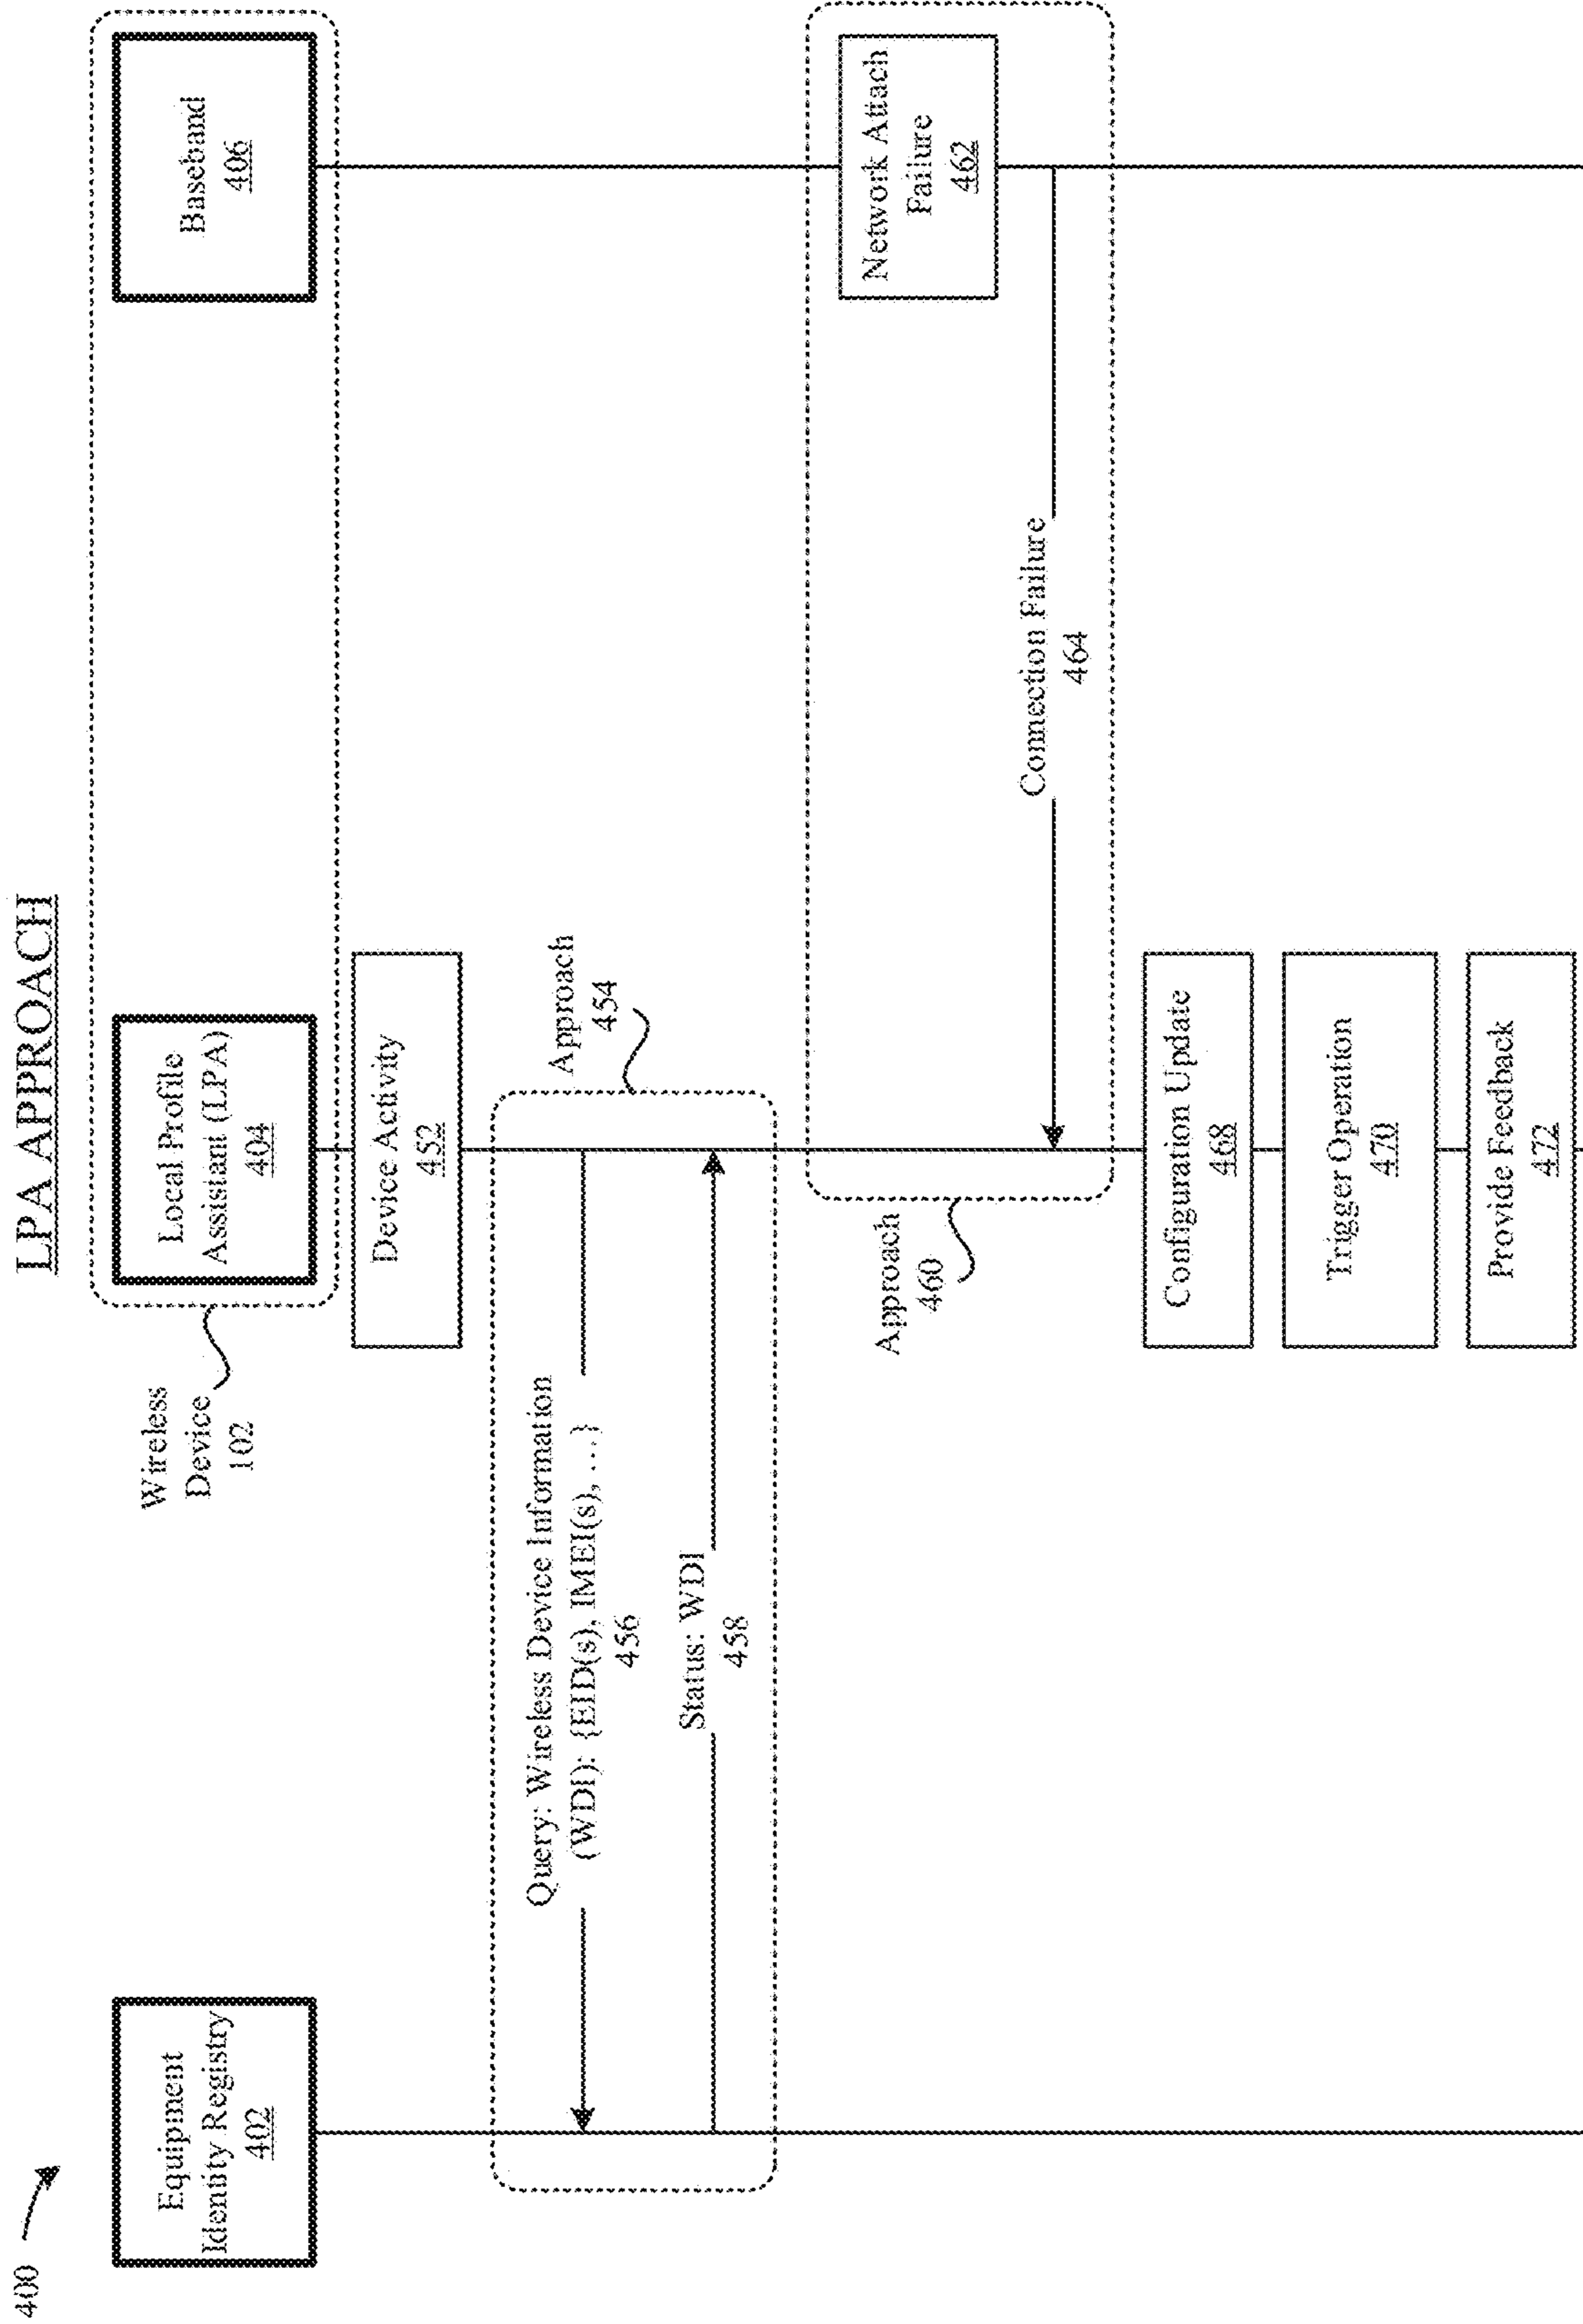 400
LPA APPROACH
Equipment
Identity Registry
402
Wireless
Device
102
Local Profile
Assistant (LPA)
404
Baseband
406
Device Activity
452
Approach
454
Query: Wireless Device Information
(WDI): {EID(s), IMEI(s), …}
456
Status: WDI
458
Approach
460
Network Attach
Failure
462
Connection Failure
464
Configuration Update
468
Trigger Operation
470
Provide Feedback
472